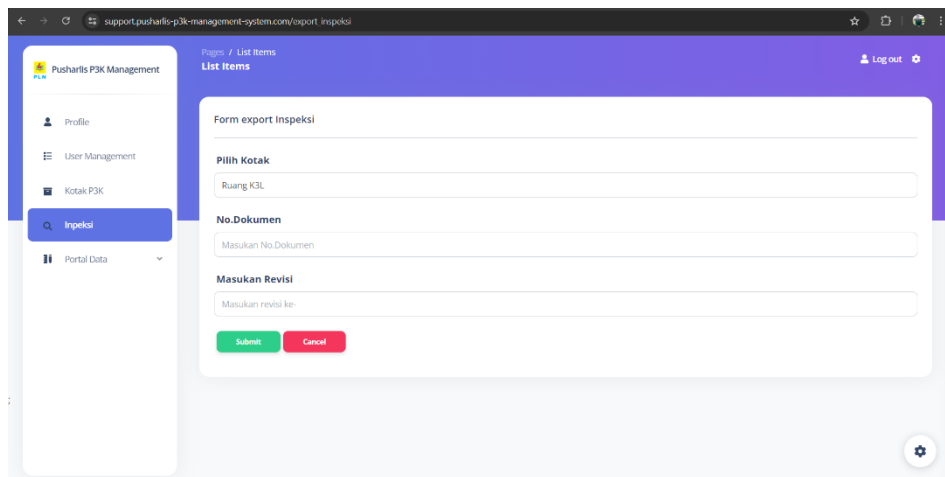 support.pusharlis-p3k-management-system.com/export_inspeksi
Pages / List Items
List Items
Log out
PLN
Pusharlis P3K Management
Profile
User Management
Kotak P3K
Inpeksi
Portal Data
Form export Inspeksi
Pilih Kotak
Ruang K3L
No.Dokumen
Masukan No.Dokumen
Masukan Revisi
Masukan revisi ke-
Submit
Cancel